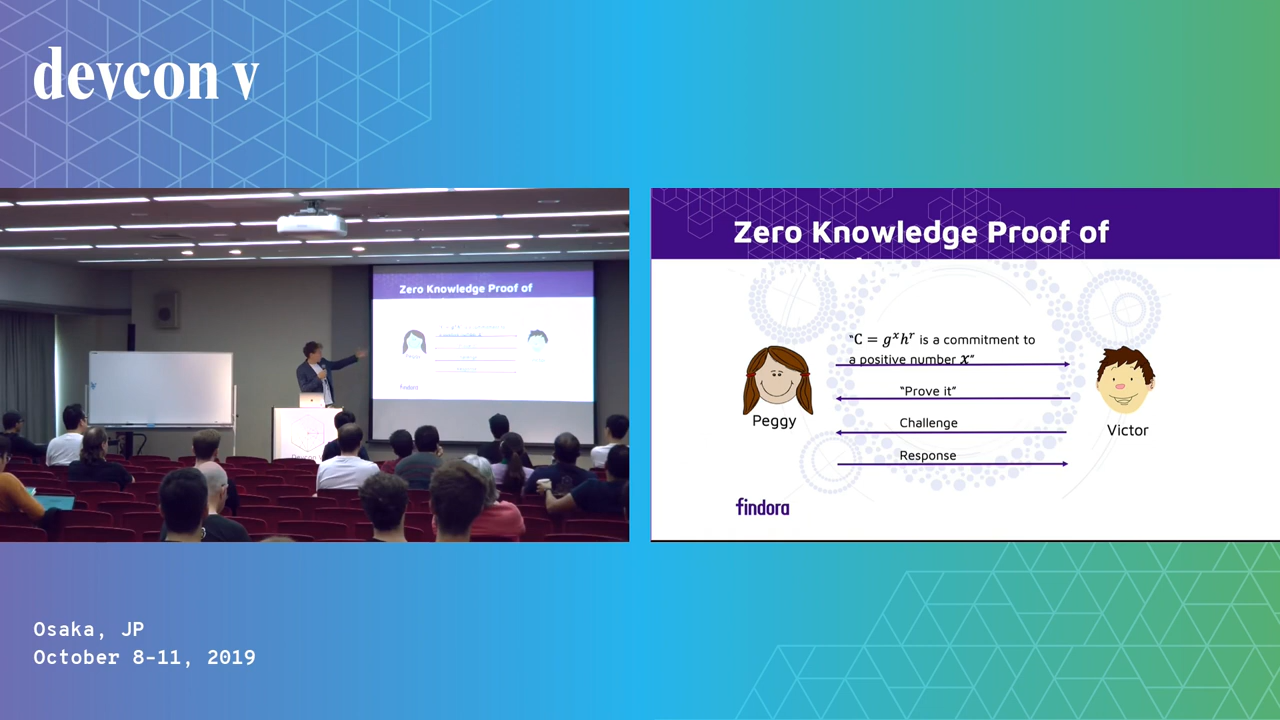 devcon v
Zero Knowledge Proof of
findora
Zero Knowledge Proof of
"C = gˣhʳ is a commitment to
a positive number x"
"Prove it"
Challenge
Response
Peggy
Victor
findora
Osaka, JP
October 8-11, 2019